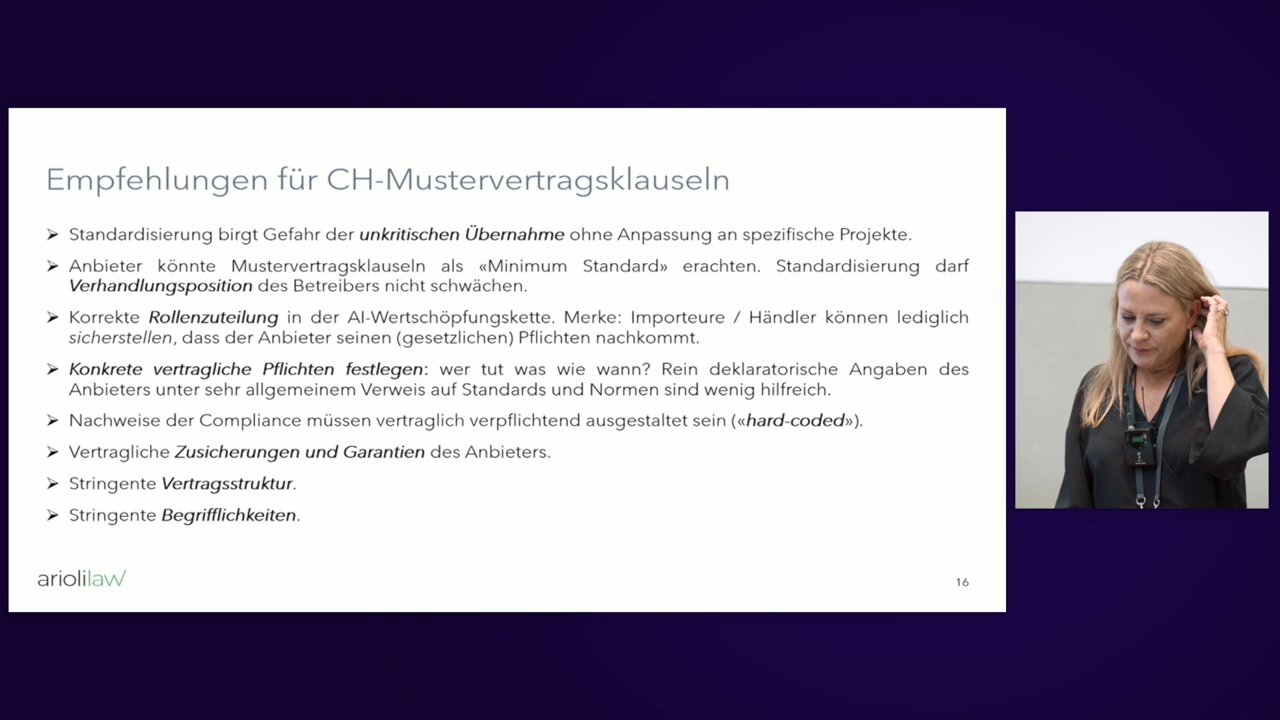 Empfehlungen für CH-Mustervertragsklauseln
➢ Standardisierung birgt Gefahr der unkritischen Übernahme ohne Anpassung an spezifische Projekte.
➢ Anbieter könnte Mustervertragsklauseln als «Minimum Standard» erachten. Standardisierung darf
Verhandlungsposition des Betreibers nicht schwächen.
➢ Korrekte Rollenzuteilung in der AI-Wertschöpfungskette. Merke: Importeure / Händler können lediglich
sicherstellen, dass der Anbieter seinen (gesetzlichen) Pflichten nachkommt.
➢ Konkrete vertragliche Pflichten festlegen: wer tut was wie wann? Rein deklaratorische Angaben des
Anbieters unter sehr allgemeinem Verweis auf Standards und Normen sind wenig hilfreich.
➢ Nachweise der Compliance müssen vertraglich verpflichtend ausgestaltet sein («hard-coded»).
➢ Vertragliche Zusicherungen und Garantien des Anbieters.
➢ Stringente Vertragsstruktur.
➢ Stringente Begrifflichkeiten.
ariolilaw
16